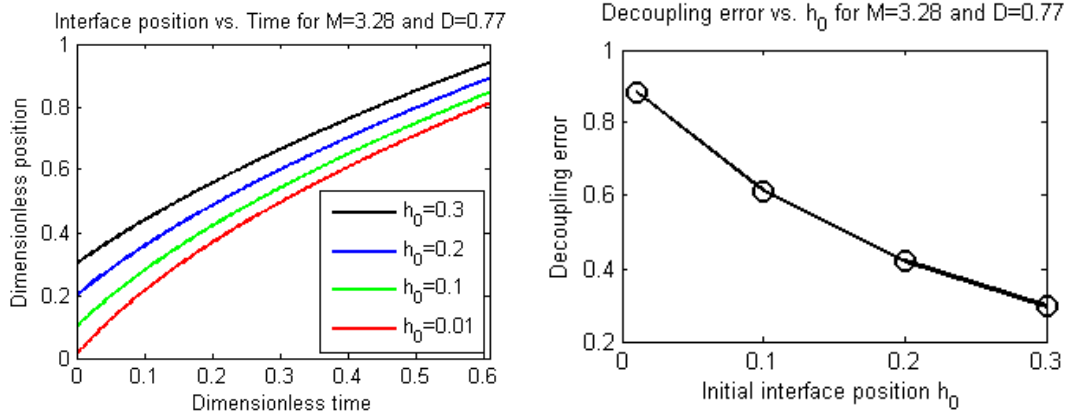 Interface position vs. Time for M=3.28 and D=0.77
Dimensionless position
1
0.8
0.6
0.4
0.2
0
h0=0.3
h0=0.2
h0=0.1
h0=0.01
0 0.1 0.2 0.3 0.4 0.5 0.6
Dimensionless time
Decoupling error vs. h0 for M=3.28 and D=0.77
Decoupling error
1
0.8
0.6
0.4
0.2
0 0.1 0.2 0.3
Initial interface position h0